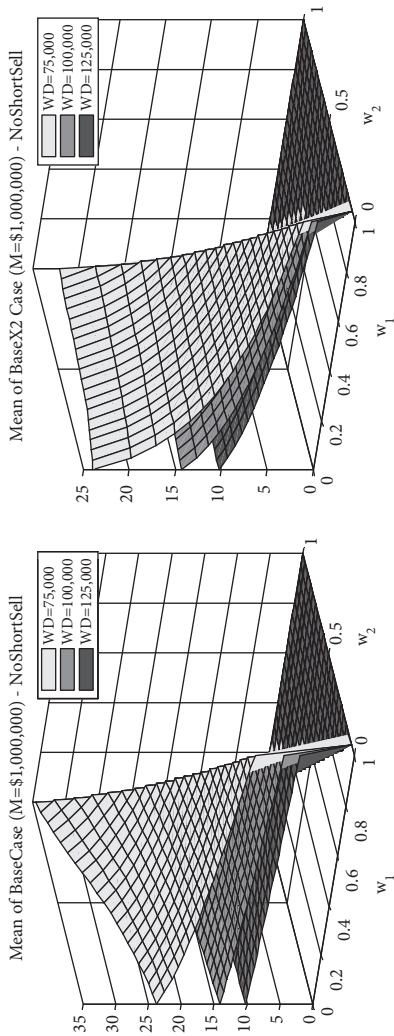 Mean of BaseCase (M=$1,000,000) - NoShortSell
WD=75,000
WD=100,000
WD=125,000
35
30
25
20
15
10
5
0
0
0.2
0.4
0.6
0.8
1
w1
0
0.5
1
w2
Mean of BaseX2 Case (M=$1,000,000) - NoShortSell
WD=75,000
WD=100,000
WD=125,000
25
20
15
10
5
0
0
0.2
0.4
0.6
0.8
1
w1
0
0.5
1
w2